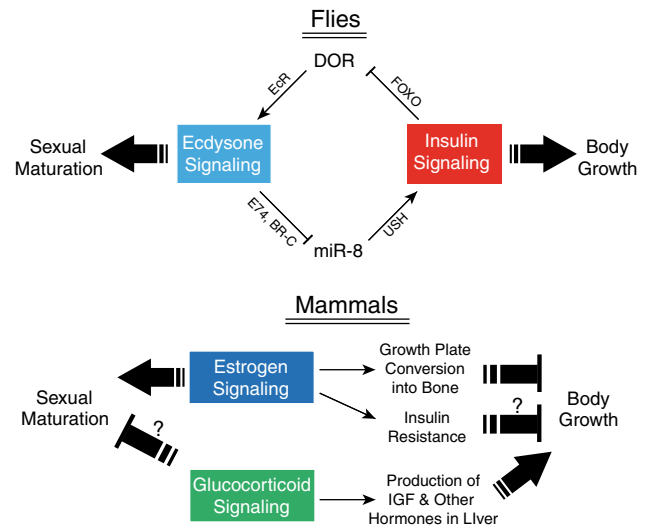 Flies
DOR
EcR
FOXO
Sexual
Maturation
Ecdysone
Signaling
Insulin
Signaling
Body
Growth
E74, BR-C
USH
miR-8
Mammals
Sexual
Maturation
Estrogen
Signaling
Growth Plate
Conversion
into Bone
Insulin
Resistance
?
Body
Growth
?
Glucocorticoid
Signaling
Production of
IGF & Other
Hormones in LIver